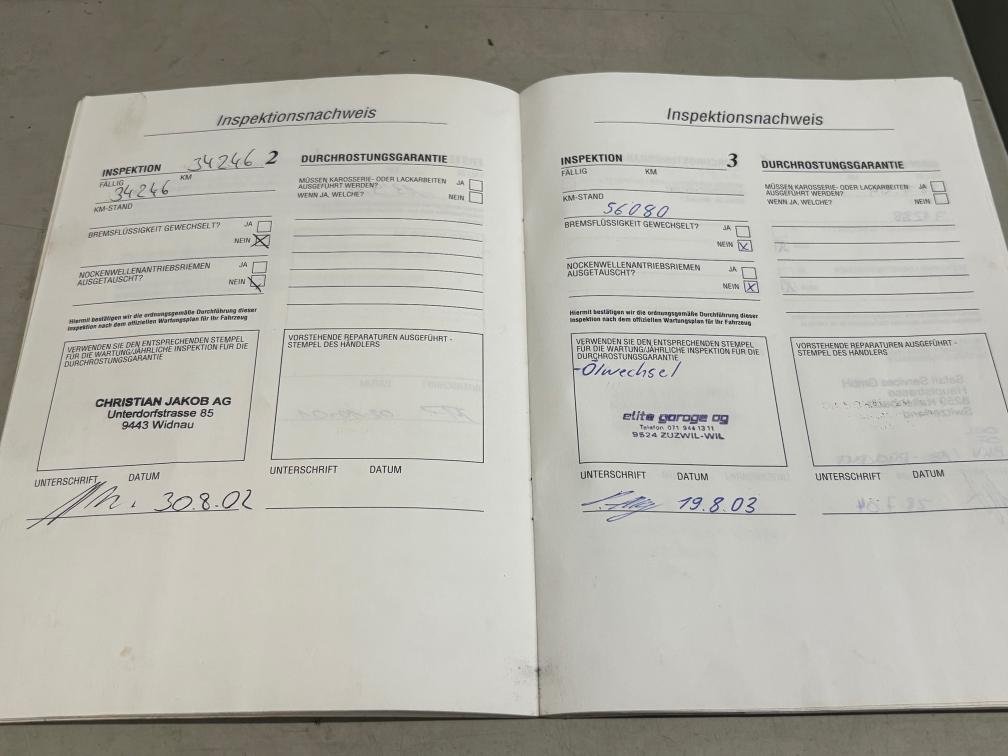 Inspektionsnachweis
INSPEKTION 34246 2
FÄLLIG KM
34246
KM-STAND
BREMSFLÜSSIGKEIT GEWECHSELT? JA
NEIN
NOCKENWELLENANTRIEBSRIEMEN JA
AUSGETAUSCHT?
NEIN
Hiermit bestätigen wir die ordnungsgemäße Durchführung dieser
Inspektion nach dem offiziellen Wartungsplan für Ihr Fahrzeug
VERWENDEN SIE DEN ENTSPRECHENDEN STEMPEL
FÜR DIE WARTUNG/JÄHRLICHE INSPEKTION FÜR DIE
DURCHROSTUNGSGARANTIE
CHRISTIAN JAKOB AG
Unterdorfstrasse 85
9443 Widnau
UNTERSCHRIFT DATUM
30.8.02
DURCHROSTUNGSGARANTIE
MÜSSEN KAROSSERIE- ODER LACKARBEITEN JA
AUSGEFÜHRT WERDEN?
WENN JA, WELCHE? NEIN
VORSTEHENDE REPARATUREN AUSGEFÜHRT -
STEMPEL DES HÄNDLERS
UNTERSCHRIFT DATUM
Inspektionsnachweis
INSPEKTION 3
FÄLLIG KM
KM-STAND
56080
BREMSFLÜSSIGKEIT GEWECHSELT? JA
NEIN
NOCKENWELLENANTRIEBSRIEMEN JA
AUSGETAUSCHT?
NEIN
Hiermit bestätigen wir die ordnungsgemäße Durchführung dieser
Inspektion nach dem offiziellen Wartungsplan für Ihr Fahrzeug
VERWENDEN SIE DEN ENTSPRECHENDEN STEMPEL
FÜR DIE WARTUNG/JÄHRLICHE INSPEKTION FÜR DIE
DURCHROSTUNGSGARANTIE
-Ölwechsel
elite garage ag
Telefon 071 944 13 11
9524 ZUZWIL-WIL
UNTERSCHRIFT DATUM
19.8.03
DURCHROSTUNGSGARANTIE
MÜSSEN KAROSSERIE- ODER LACKARBEITEN JA
AUSGEFÜHRT WERDEN?
WENN JA, WELCHE? NEIN
VORSTEHENDE REPARATUREN AUSGEFÜHRT -
STEMPEL DES HÄNDLERS
UNTERSCHRIFT DATUM